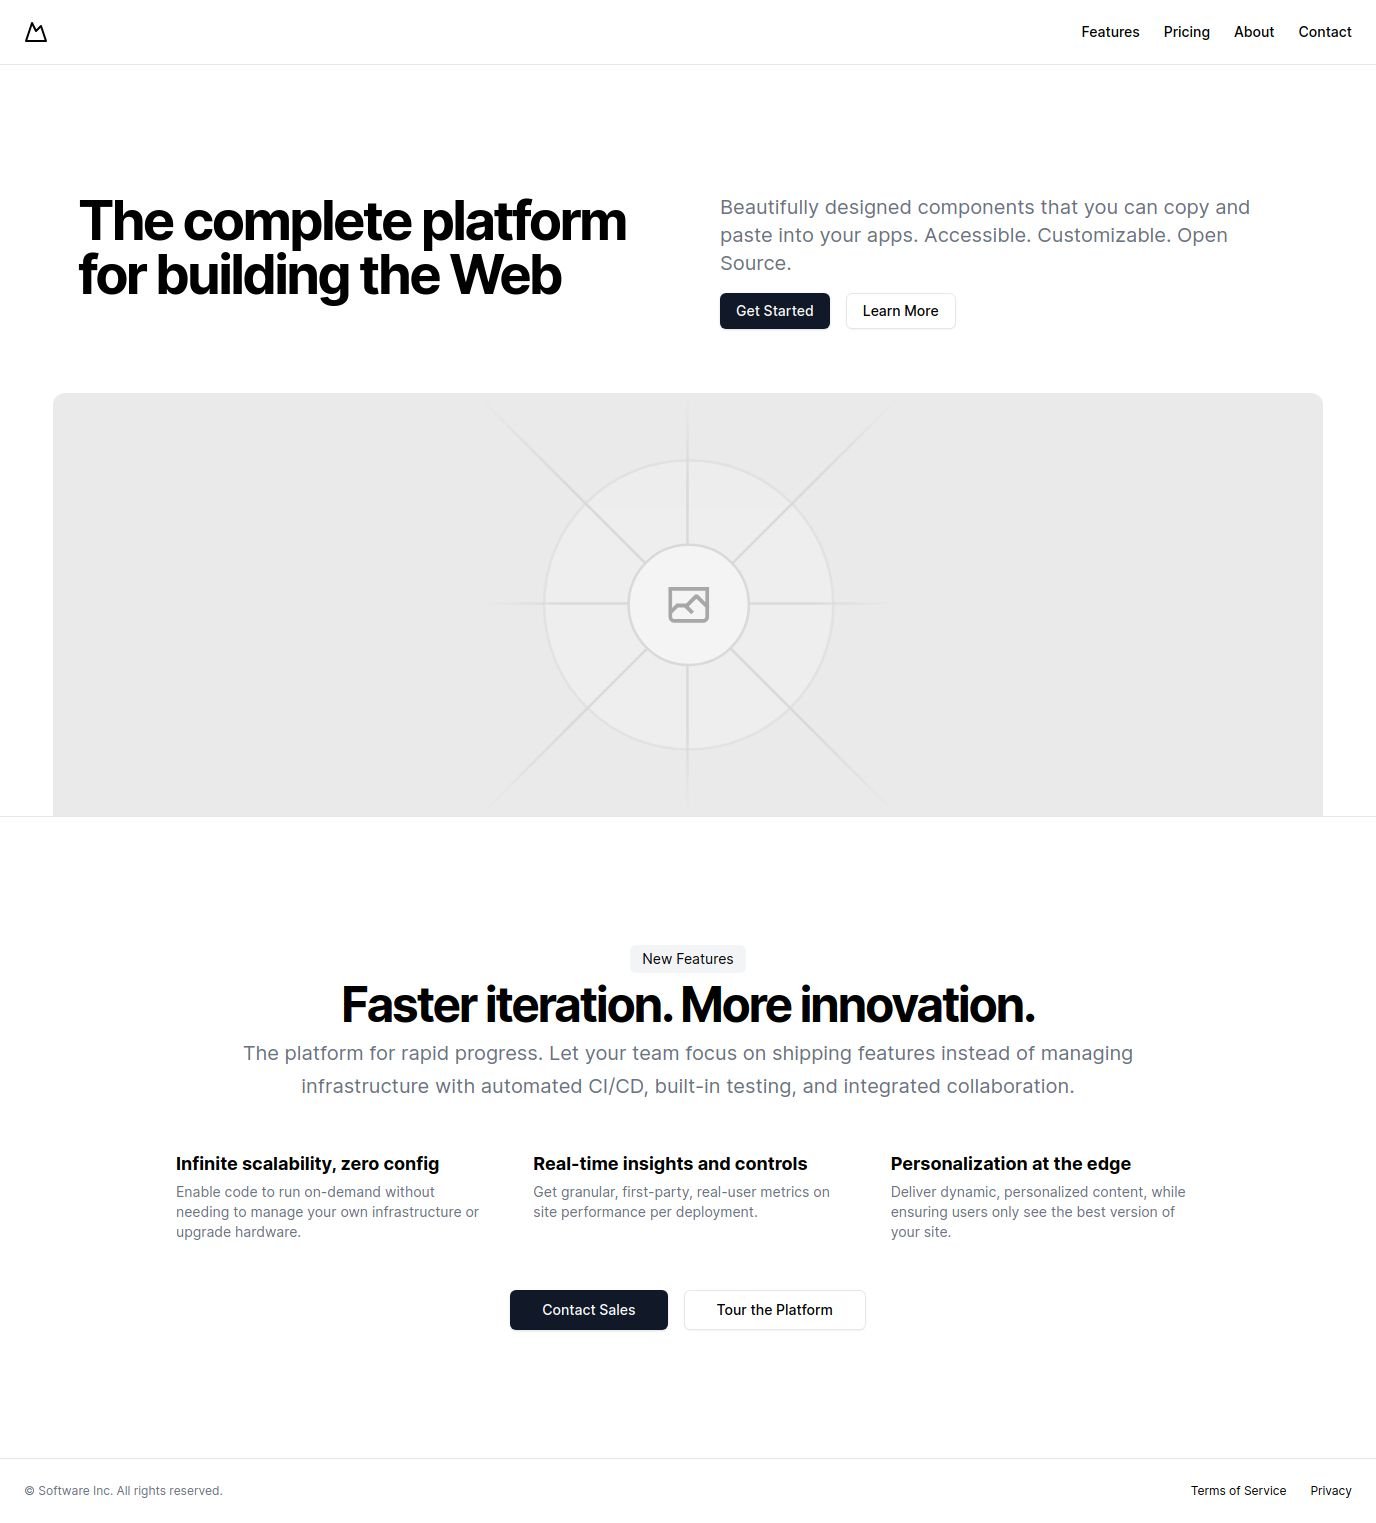 Features Pricing About Contact
The complete platform
for building the Web
Beautifully designed components that you can copy and
paste into your apps. Accessible. Customizable. Open
Source.
Get Started Learn More
New Features
Faster iteration. More innovation.
The platform for rapid progress. Let your team focus on shipping features instead of managing
infrastructure with automated CI/CD, built-in testing, and integrated collaboration.
Infinite scalability, zero config
Enable code to run on-demand without
needing to manage your own infrastructure or
upgrade hardware.
Real-time insights and controls
Get granular, first-party, real-user metrics on
site performance per deployment.
Personalization at the edge
Deliver dynamic, personalized content, while
ensuring users only see the best version of
your site.
Contact Sales Tour the Platform
© Software Inc. All rights reserved.
Terms of Service Privacy